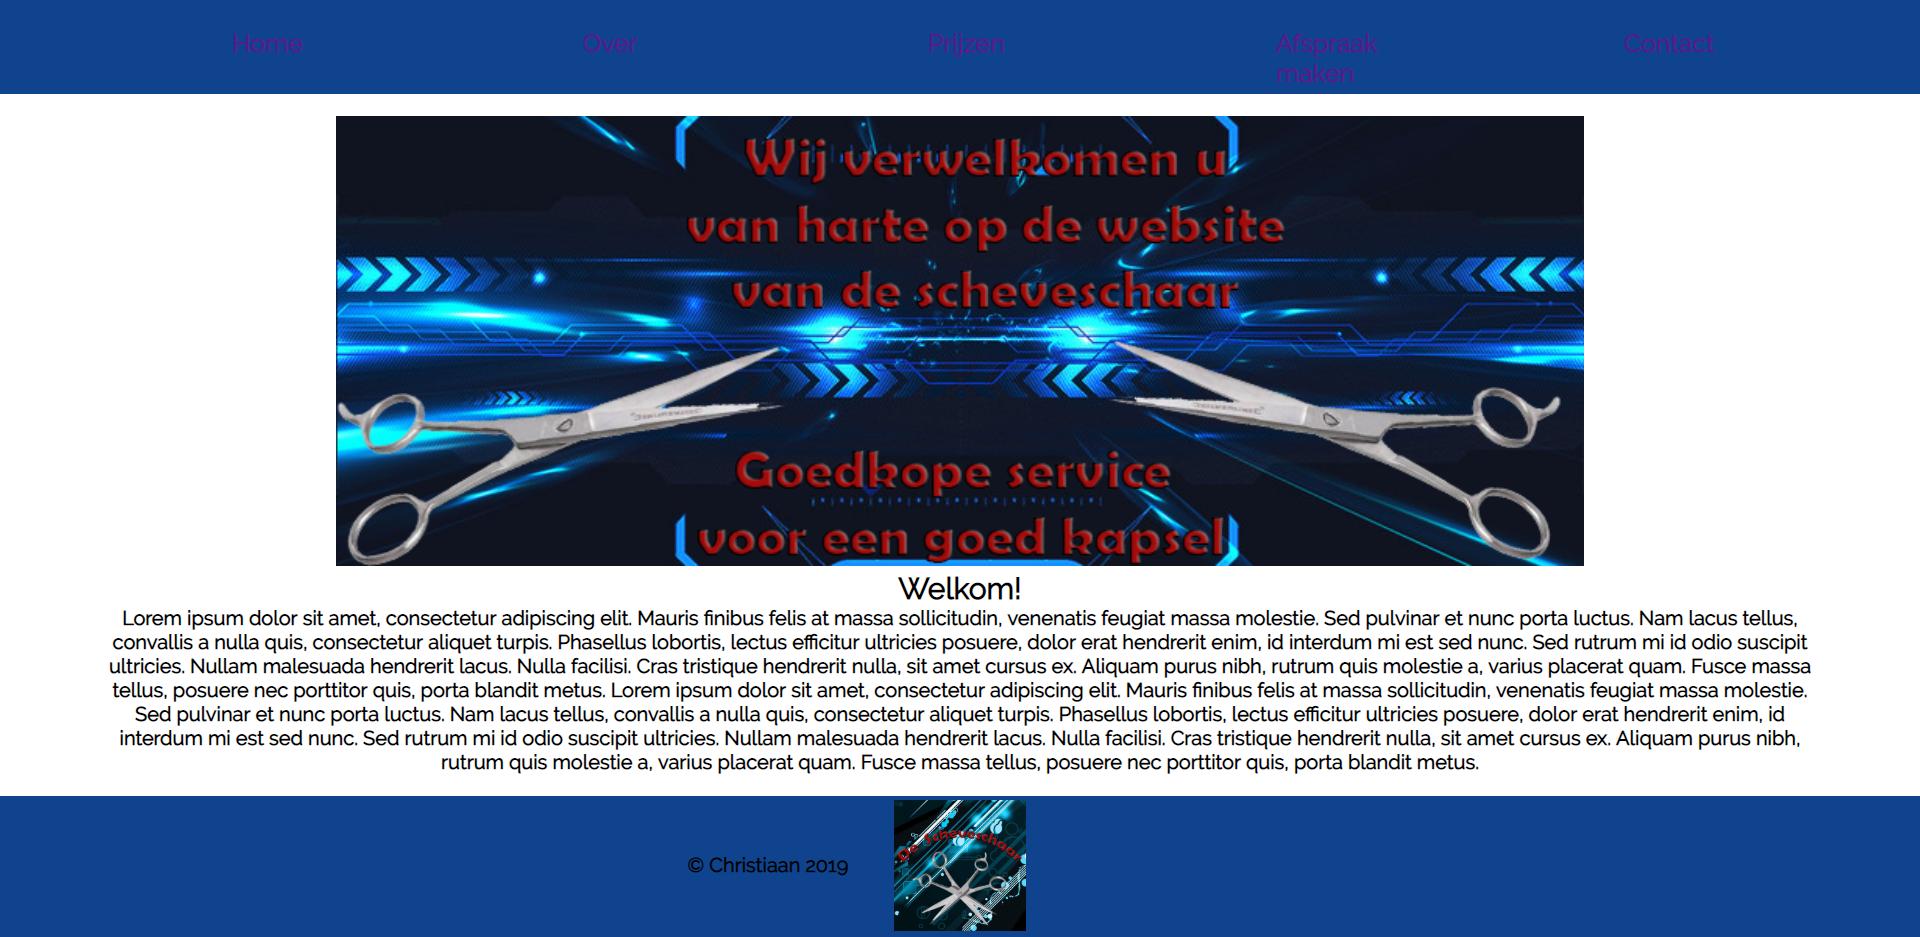 Home
Over
Prijzen
Afspraak
maken
Contact
Wij verwelkomen u
van harte op de website
van de scheveschaar
Goedkope service
voor een goed kapsel
Welkom!
Lorem ipsum dolor sit amet, consectetur adipiscing elit. Mauris finibus felis at massa sollicitudin, venenatis feugiat massa molestie. Sed pulvinar et nunc porta luctus. Nam lacus tellus,
convallis a nulla quis, consectetur aliquet turpis. Phasellus lobortis, lectus efficitur ultricies posuere, dolor erat hendrerit enim, id interdum mi est sed nunc. Sed rutrum mi id odio suscipit
ultricies. Nullam malesuada hendrerit lacus. Nulla facilisi. Cras tristique hendrerit nulla, sit amet cursus ex. Aliquam purus nibh, rutrum quis molestie a, varius placerat quam. Fusce massa
tellus, posuere nec porttitor quis, porta blandit metus. Lorem ipsum dolor sit amet, consectetur adipiscing elit. Mauris finibus felis at massa sollicitudin, venenatis feugiat massa molestie.
Sed pulvinar et nunc porta luctus. Nam lacus tellus, convallis a nulla quis, consectetur aliquet turpis. Phasellus lobortis, lectus efficitur ultricies posuere, dolor erat hendrerit enim, id
interdum mi est sed nunc. Sed rutrum mi id odio suscipit ultricies. Nullam malesuada hendrerit lacus. Nulla facilisi. Cras tristique hendrerit nulla, sit amet cursus ex. Aliquam purus nibh,
rutrum quis molestie a, varius placerat quam. Fusce massa tellus, posuere nec porttitor quis, porta blandit metus.
© Christiaan 2019
De Scheveschaar